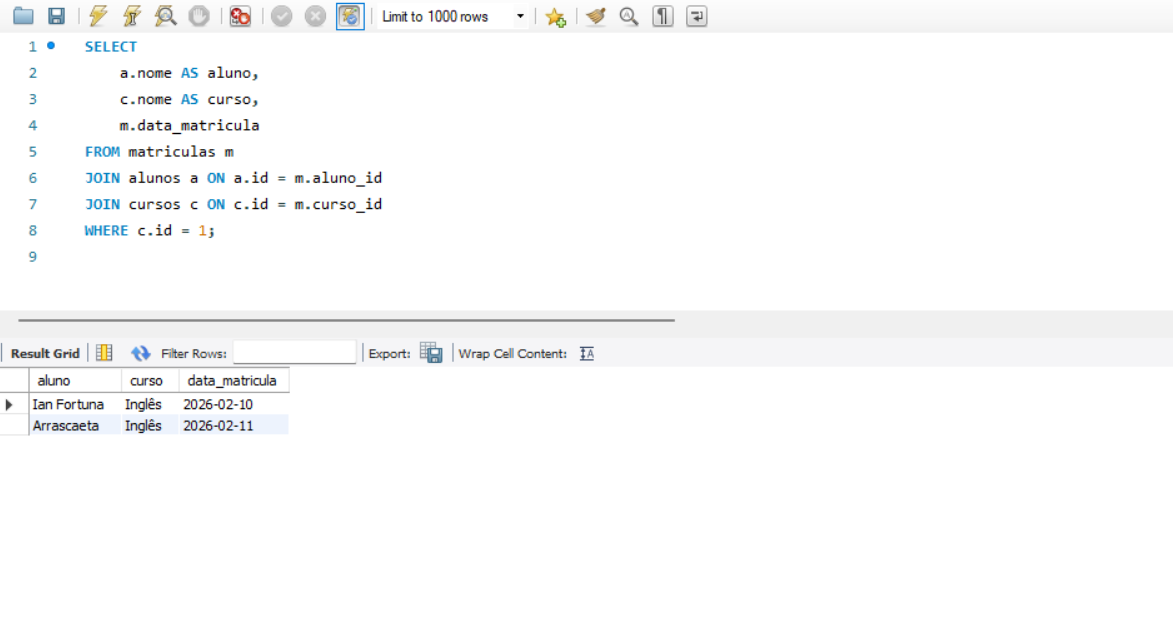 Limit to 1000 rows
1 SELECT
2 a.nome AS aluno,
3 c.nome AS curso,
4 m.data_matricula
5 FROM matriculas m
6 JOIN alunos a ON a.id = m.aluno_id
7 JOIN cursos c ON c.id = m.curso_id
8 WHERE c.id = 1;
9
Result Grid Filter Rows: Export: Wrap Cell Content: IA
aluno curso data_matricula
Ian Fortuna Inglês 2026-02-10
Arrascaeta Inglês 2026-02-11